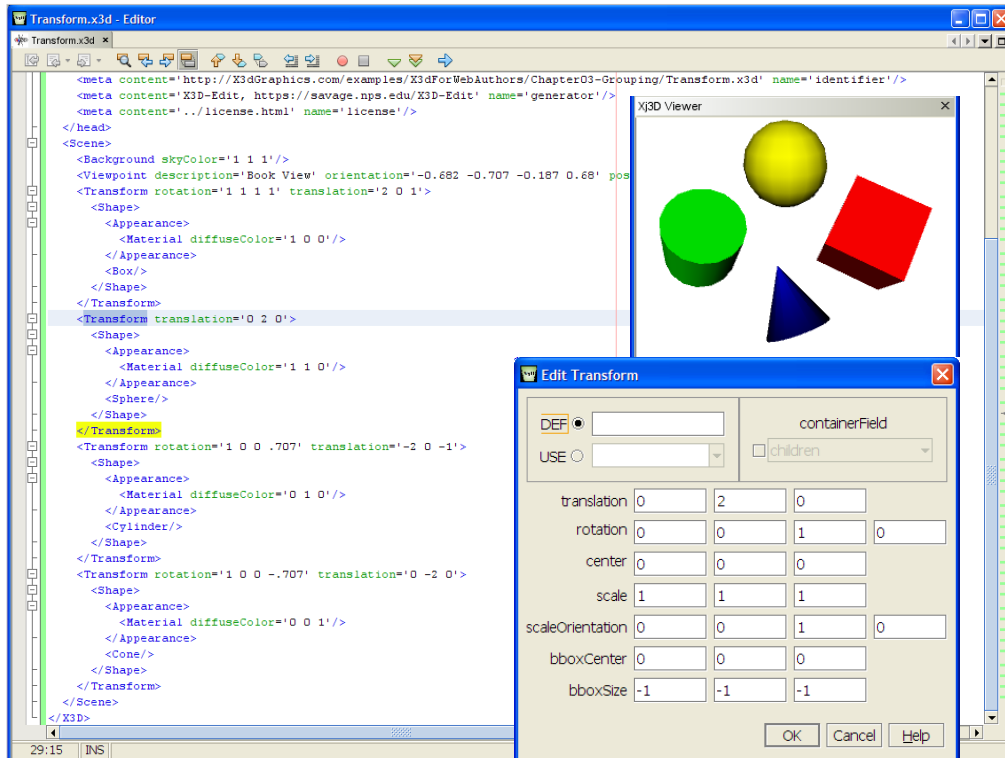 Transform.x3d - Editor
Transform.x3d
<meta content='http://X3dGraphics.com/examples/X3dForWebAuthors/Chapter03-Grouping/Transform.x3d' name='identifier'/>
<meta content='X3D-Edit, https://savage.nps.edu/X3D-Edit' name='generator'/>
<meta content='../license.html' name='license'/>
</head>
<Scene>
<Background skyColor='1 1 1'/>
<Viewpoint description='Book View' orientation='-0.682 -0.707 -0.187 0.68' pos
<Transform rotation='1 1 1 1' translation='2 0 1'>
<Shape>
<Appearance>
<Material diffuseColor='1 0 0'/>
</Appearance>
<Box/>
</Shape>
</Transform>
<Transform translation='0 2 0'>
<Shape>
<Appearance>
<Material diffuseColor='1 1 0'/>
</Appearance>
<Sphere/>
</Shape>
</Transform>
<Transform rotation='1 0 0 .707' translation='-2 0 -1'>
<Shape>
<Appearance>
<Material diffuseColor='0 1 0'/>
</Appearance>
<Cylinder/>
</Shape>
</Transform>
<Transform rotation='1 0 0 -.707' translation='0 -2 0'>
<Shape>
<Appearance>
<Material diffuseColor='0 0 1'/>
</Appearance>
<Cone/>
</Shape>
</Transform>
</Scene>
</X3D>
29:15 INS
Xj3D Viewer
Edit Transform
DEF
USE
containerField
children
translation 0 2 0
rotation 0 0 1 0
center 0 0 0
scale 1 1 1
scaleOrientation 0 0 1 0
bboxCenter 0 0 0
bboxSize -1 -1 -1
OK Cancel Help